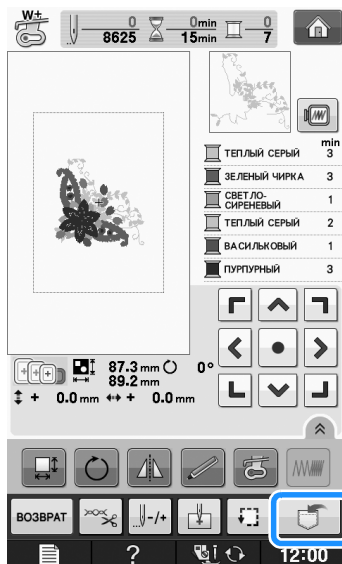 W+
0 0min 0
8625 15min 7
min
ТЕПЛЫЙ СЕРЫЙ 3
ЗЕЛЕНЫЙ ЧИРКА 3
СВЕТЛО-
СИРЕНЕВЫЙ 1
ТЕПЛЫЙ СЕРЫЙ 2
ВАСИЛЬКОВЫЙ 1
ПУРПУРНЫЙ 3
87.3 mm 0°
89.2 mm
+ 0.0 mm + 0.0 mm
ВОЗВРАТ -/+
? 12:00